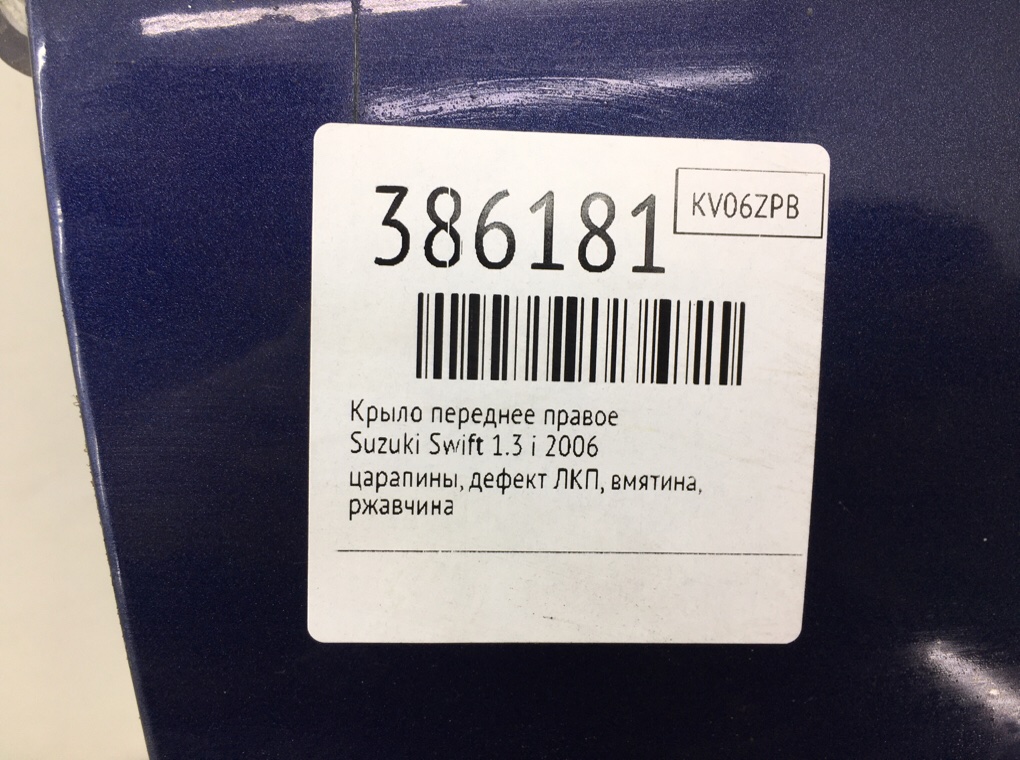 386181
KV06ZPB
Крыло переднее правое
Suzuki Swift 1.3 i 2006
царапины, дефект ЛКП, вмятина,
ржавчина